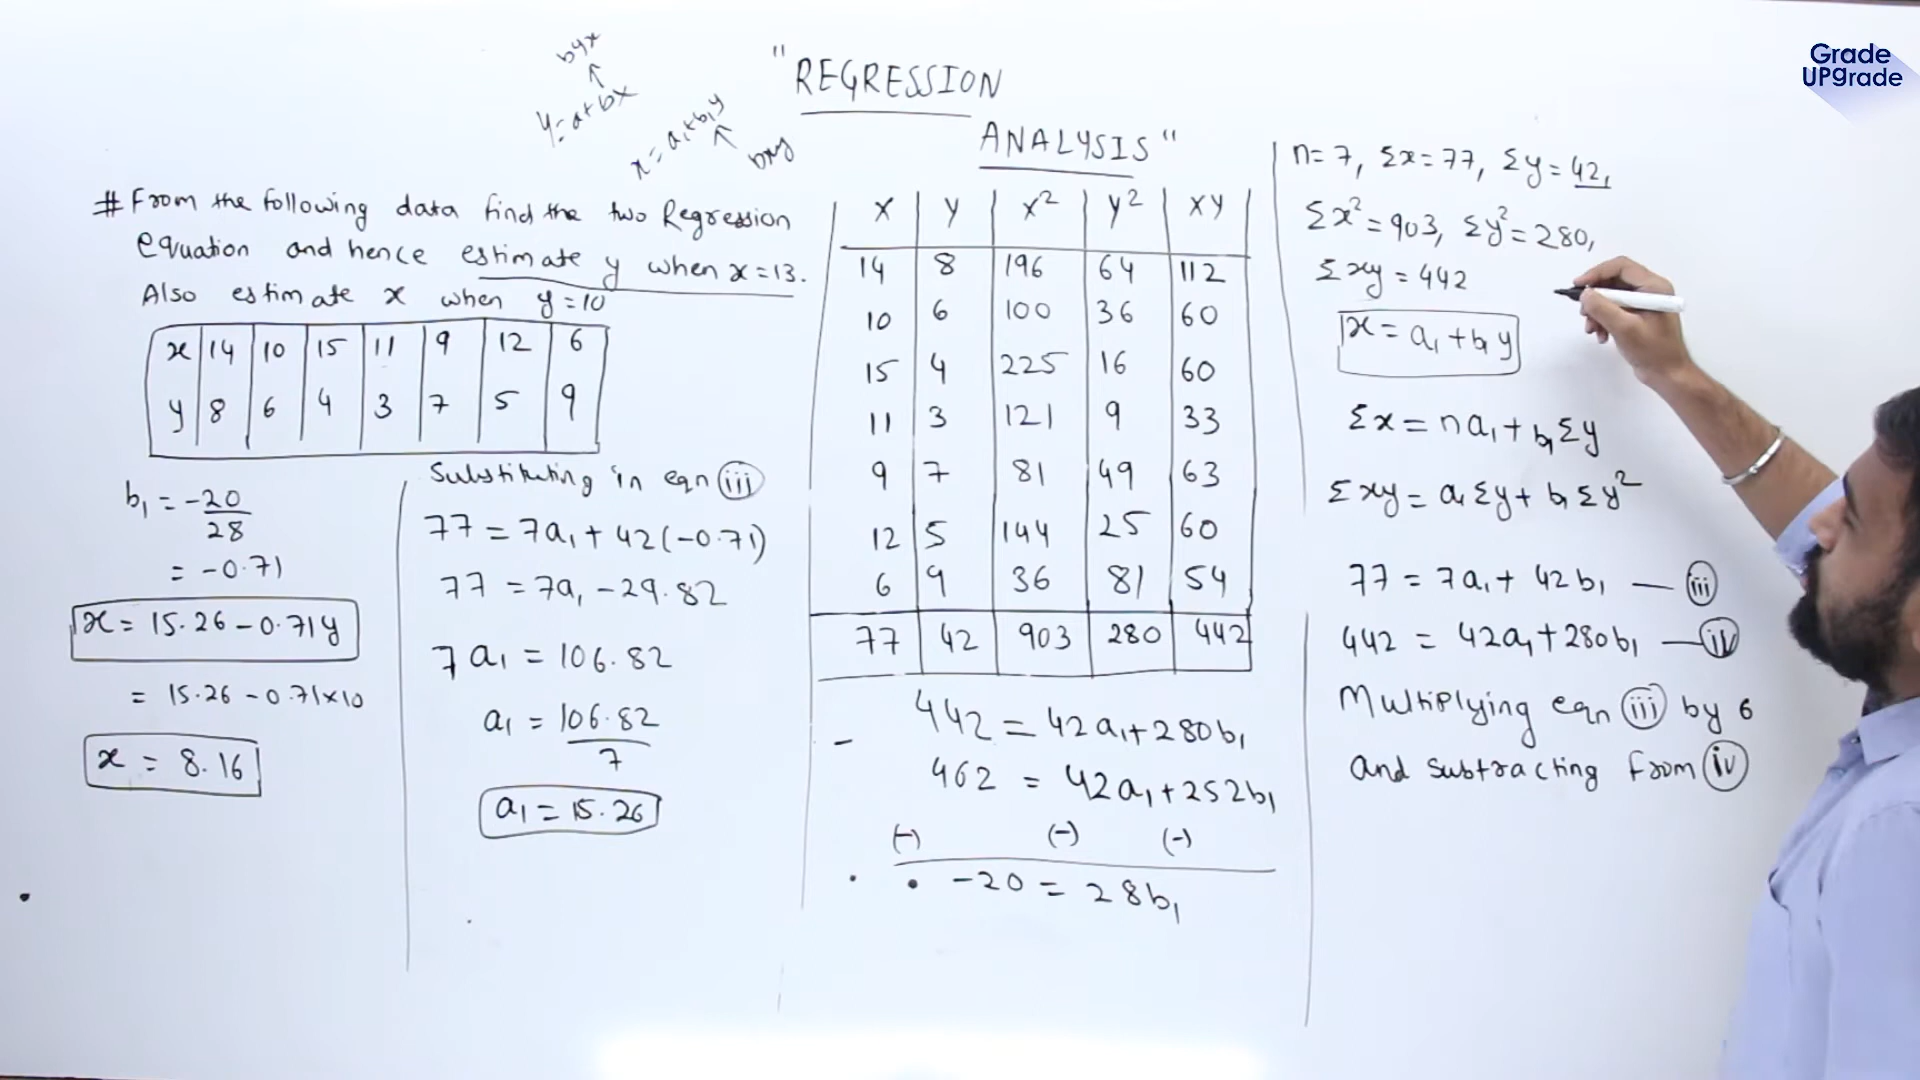 "REGRESSION
ANALYSIS"
Grade
UPgrade
byx
y=a+bx
x=a₁+b₁y
bxy
# From the following data find the two Regression
equation and hence estimate y when x=13.
Also estimate x when y=10
x 14 10 15 11 9 12 6
y 8 6 4 3 7 5 9
b₁ = -20
28
= -0.71
x = 15.26 - 0.71y
= 15.26 - 0.71×10
x = 8.16
Substituting in eqn (iii)
77 = 7a₁ + 42(-0.71)
77 = 7a₁ - 29.82
7a₁ = 106.82
a₁ = 106.82
7
a₁ = 15.26
x y x² y² xy
14 8 196 64 112
10 6 100 36 60
15 4 225 16 60
11 3 121 9 33
9 7 81 49 63
12 5 144 25 60
6 9 36 81 54
77 42 903 280 442
- 442 = 42a₁+280b₁
462 = 42a₁+252b₁
(-) (-) (-)
-20 = 28b₁
n=7, Σx=77, Σy=42,
Σx²=903, Σy²=280,
Σxy=442
x = a₁+b₁y
Σx = na₁+b₁Σy
Σxy = a₁Σy+b₁Σy²
77 = 7a₁+42b₁ — (iii)
442 = 42a₁+280b₁ — (iv)
Multiplying eqn (iii) by 6
and subtracting from (iv)